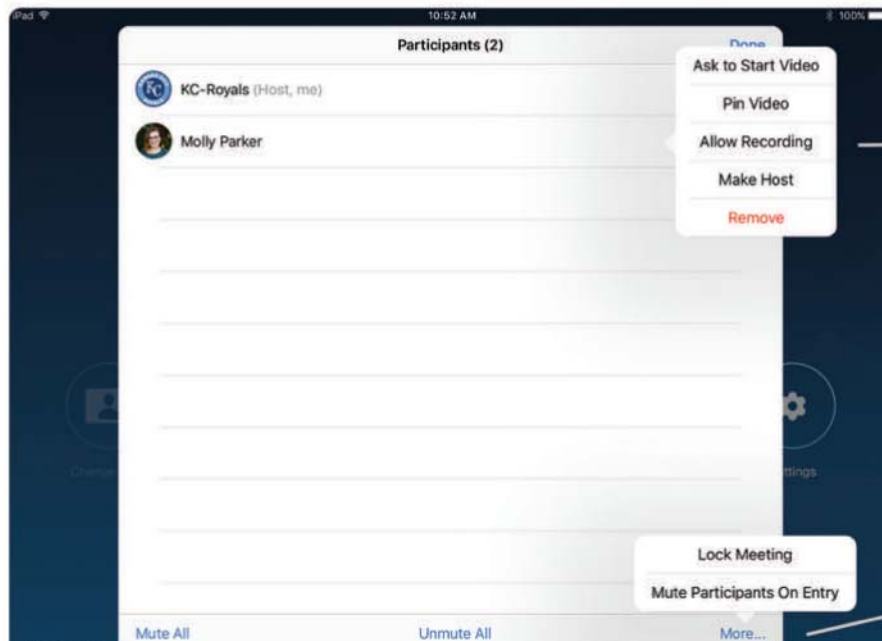 iPad 10:52 AM 100%
Participants (2) Done
KC-Royals (Host, me)
Molly Parker
Ask to Start Video
Pin Video
Allow Recording
Make Host
Remove
Lock Meeting
Mute Participants On Entry
Mute All Unmute All More...